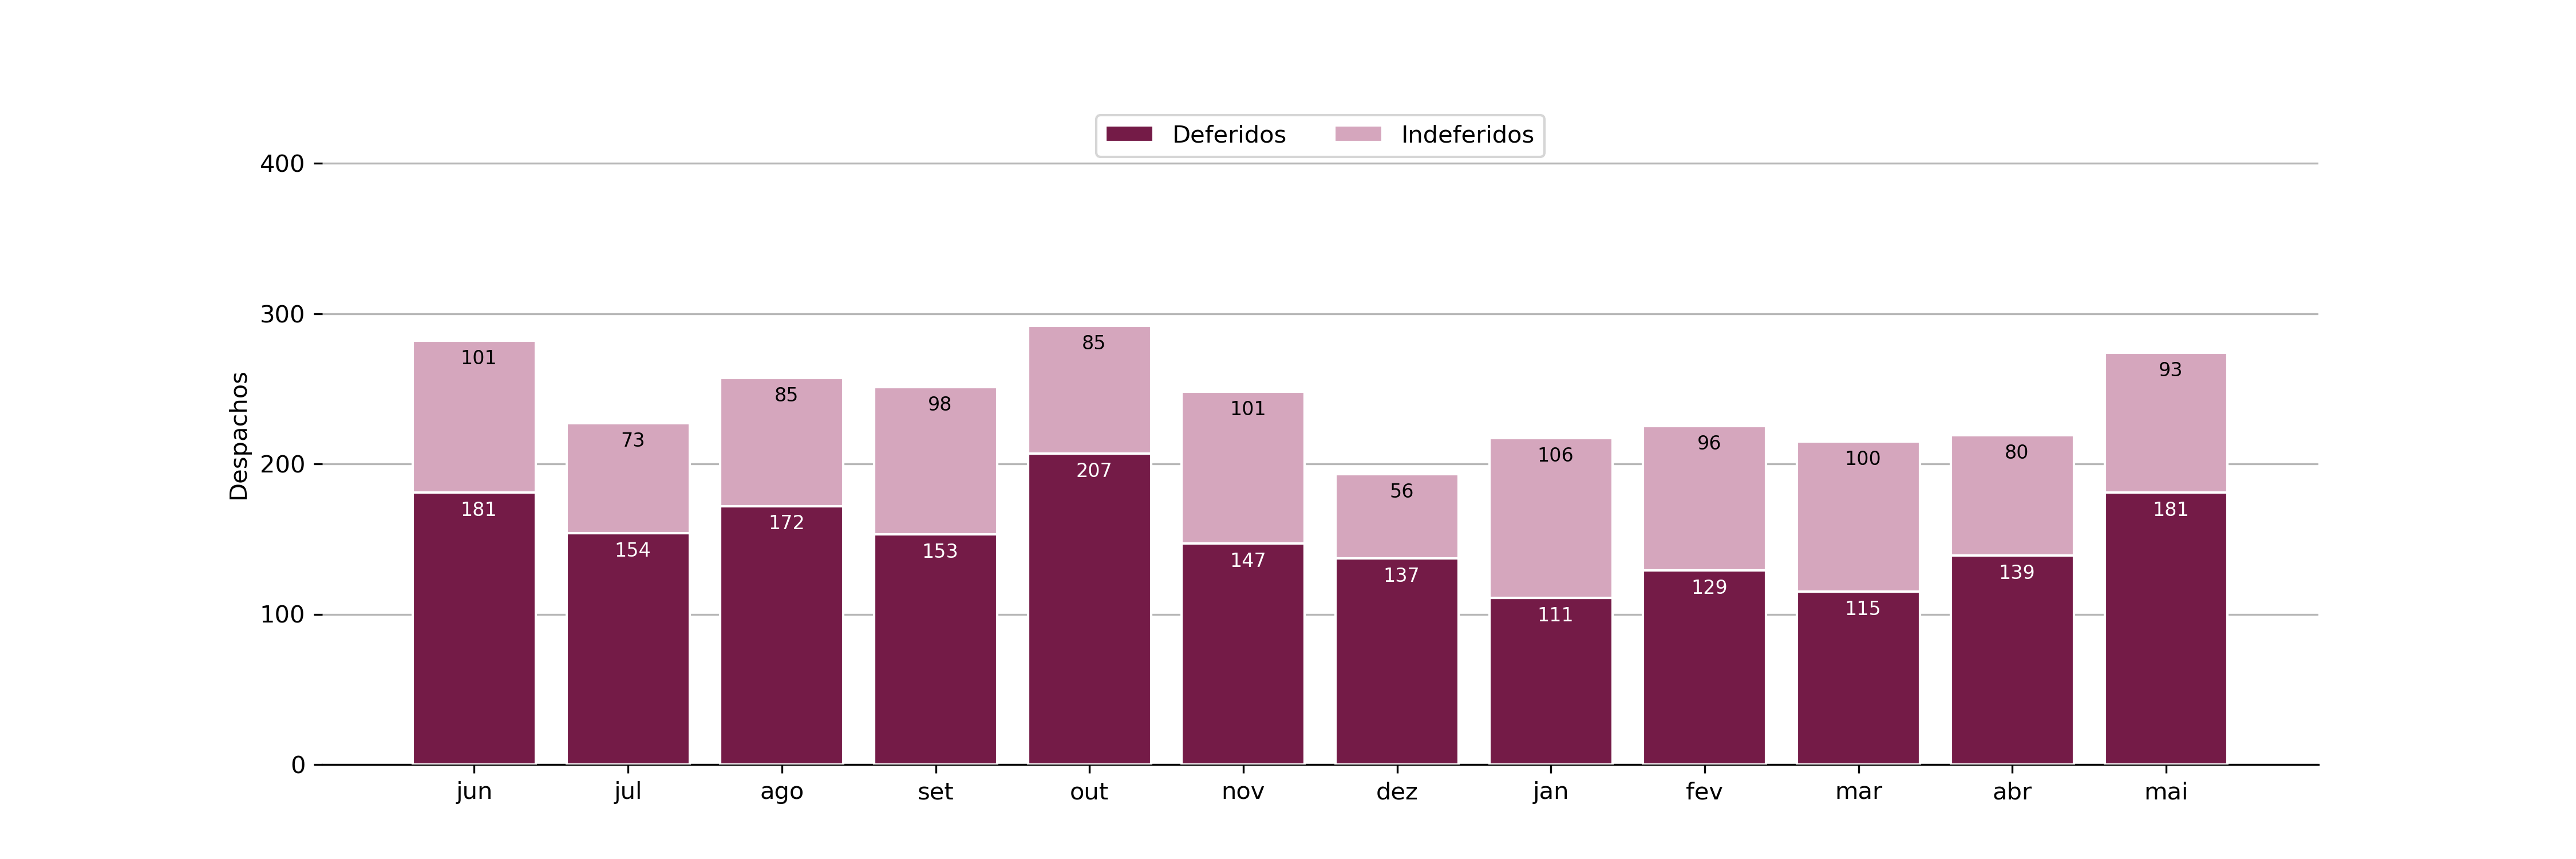 Deferidos Indeferidos
400
300
200
100
0
Despachos
101 73 85 98 85 101 56 106 96 100 80 93
181 154 172 153 207 147 137 111 129 115 139 181
jun jul ago set out nov dez jan fev mar abr mai